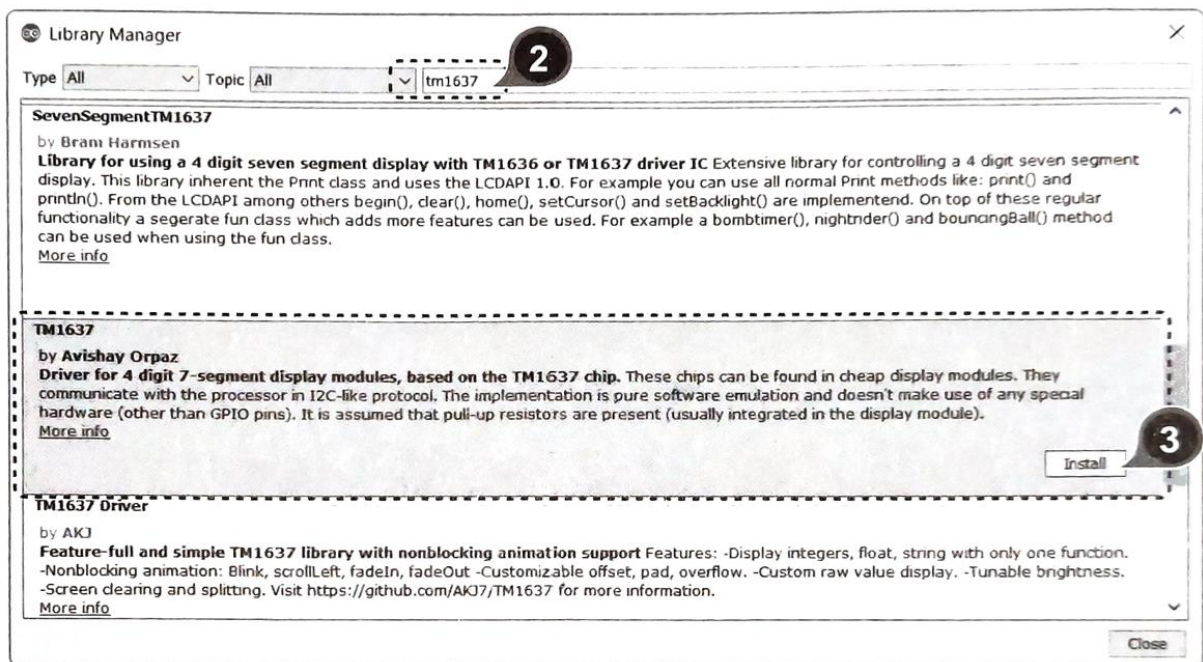 Library Manager
2
Type All Topic All tm1637
SevenSegmentTM1637
by Bram Harmsen
Library for using a 4 digit seven segment display with TM1636 or TM1637 driver IC Extensive library for controlling a 4 digit seven segment
display. This library inherent the Print class and uses the LCDAPI 1.0. For example you can use all normal Print methods like: print() and
println(). From the LCDAPI among others begin(), clear(), home(), setCursor() and setBacklight() are implementend. On top of these regular
functionality a segerate fun class which adds more features can be used. For example a bombtimer(), nightrider() and bouncingBall() method
can be used when using the fun class.
More info
TM1637
by Avishay Orpaz
Driver for 4 digit 7-segment display modules, based on the TM1637 chip. These chips can be found in cheap display modules. They
communicate with the processor in I2C-like protocol. The implementation is pure software emulation and doesn't make use of any special
hardware (other than GPIO pins). It is assumed that pull-up resistors are present (usually integrated in the display module).
More info
3
Install
TM1637 Driver
by AKJ
Feature-full and simple TM1637 library with nonblocking animation support Features: -Display integers, float, string with only one function.
-Nonblocking animation: Blink, scrollLeft, fadeIn, fadeOut -Customizable offset, pad, overflow. -Custom raw value display. -Tunable brightness.
-Screen clearing and splitting. Visit https://github.com/AKJ7/TM1637 for more information.
More info
Close